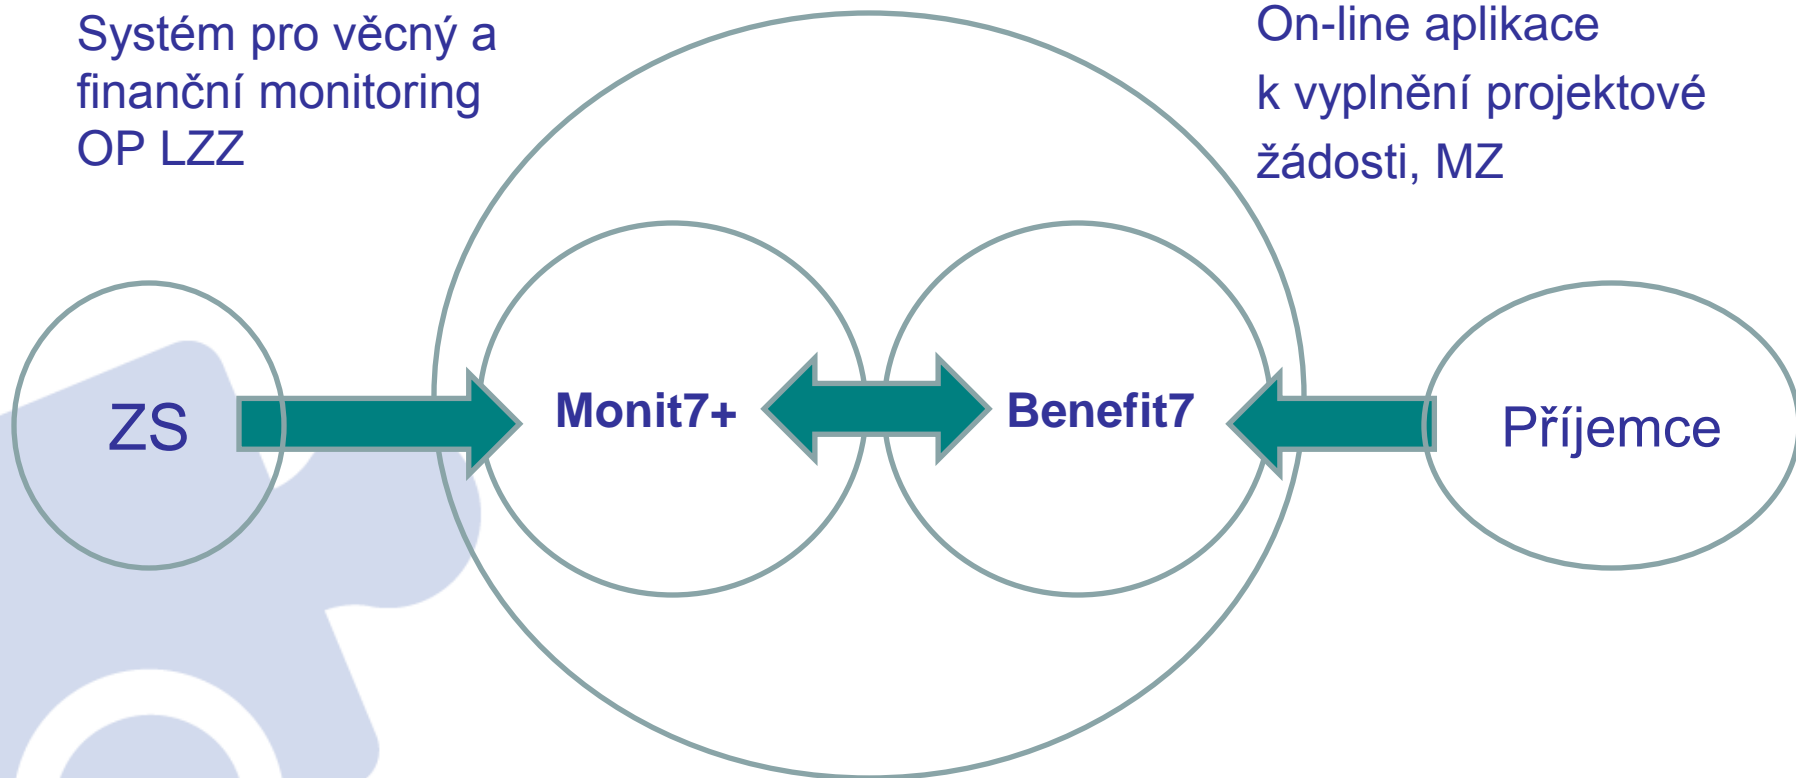 Systém pro věcný a
finanční monitoring
OP LZZ
On-line aplikace
k vyplnění projektové
žádosti, MZ
ZS
Monit7+
Benefit7
Příjemce